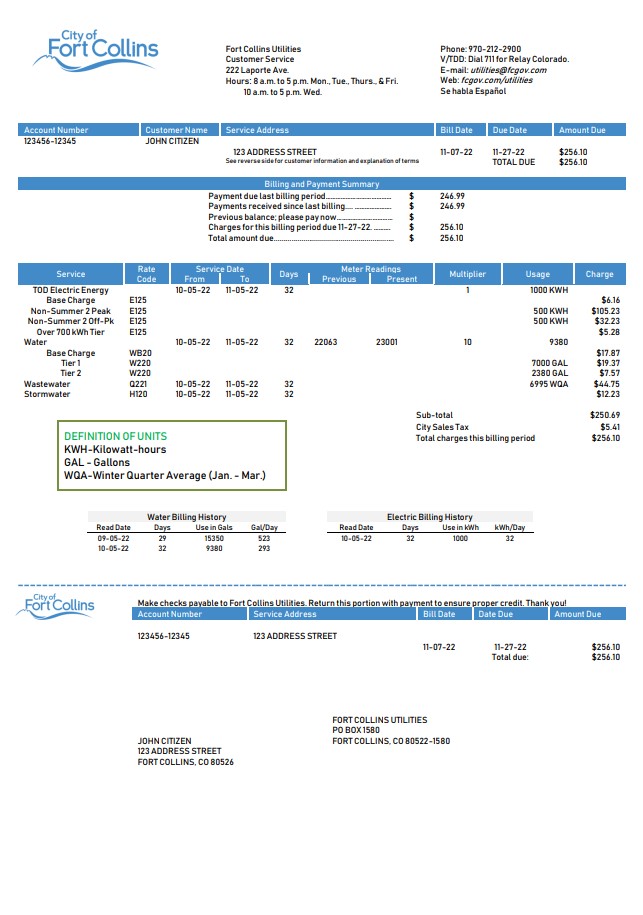 City of
Fort Collins
Fort Collins Utilities
Customer Service
222 Laporte Ave.
Hours: 8 a.m. to 5 p.m. Mon., Tue., Thurs., & Fri.
10 a.m. to 5 p.m. Wed.
Phone: 970-212-2900
V/TDD: Dial 711 for Relay Colorado.
E-mail: utilities@fcgov.com
Web: fcgov.com/utilities
Se habla Español
Account Number Customer Name Service Address Bill Date Due Date Amount Due
123456-12345 JOHN CITIZEN
123 ADDRESS STREET 11-07-22 11-27-22 $256.10
See reverse side for customer information and explanation of terms TOTAL DUE $256.10
Billing and Payment Summary
Payment due last billing period................................ $ 246.99
Payments received since last billing.... .................. $ 246.99
Previous balance; please pay now........................... $
Charges for this billing period due 11-27-22. ......... $ 256.10
Total amount due.......................................................... $ 256.10
Service Rate Code Service Date From To Days Meter Readings Previous Present Multiplier Usage Charge
TOD Electric Energy 10-05-22 11-05-22 32 1 1000 KWH
Base Charge E125 $6.16
Non-Summer 2 Peak E125 500 KWH $105.23
Non-Summer 2 Off-Pk E125 500 KWH $32.23
Over 700 kWh Tier E125 $5.28
Water 10-05-22 11-05-22 32 22063 23001 10 9380
Base Charge WB20 $17.87
Tier 1 W220 7000 GAL $19.37
Tier 2 W220 2380 GAL $7.57
Wastewater Q221 10-05-22 11-05-22 32 6995 WQA $44.75
Stormwater H120 10-05-22 11-05-22 32 $12.23
Sub-total $250.69
City Sales Tax $5.41
Total charges this billing period $256.10
DEFINITION OF UNITS
KWH-Kilowatt-hours
GAL - Gallons
WQA-Winter Quarter Average (Jan. - Mar.)
Water Billing History
Read Date Days Use in Gals Gal/Day
09-05-22 29 15350 523
10-05-22 32 9380 293
Electric Billing History
Read Date Days Use in kWh kWh/Day
10-05-22 32 1000 32
City of
Fort Collins
Make checks payable to Fort Collins Utilities. Return this portion with payment to ensure proper credit. Thank you!
Account Number Service Address Bill Date Date Due Amount Due
123456-12345 123 ADDRESS STREET
11-07-22 11-27-22 $256.10
Total due: $256.10
FORT COLLINS UTILITIES
PO BOX 1580
FORT COLLINS, CO 80522-1580
JOHN CITIZEN
123 ADDRESS STREET
FORT COLLINS, CO 80526